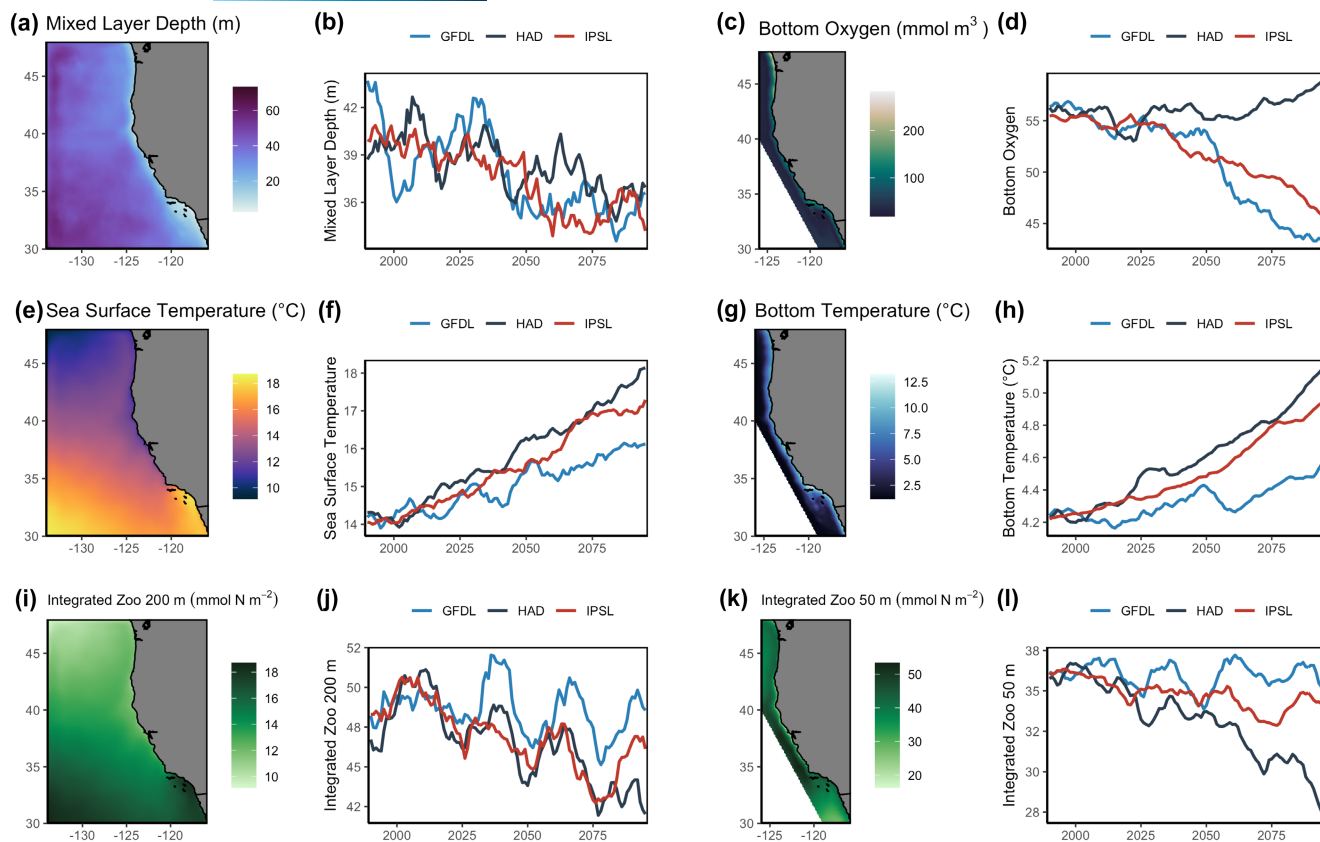 (a) Mixed Layer Depth (m)
45
40
35
30
-130 -125 -120
60
40
20
(b)
GFDL HAD IPSL
Mixed Layer Depth (m)
42
39
36
2000 2025 2050 2075
(c) Bottom Oxygen (mmol m³ )
45
40
35
30
-125 -120
200
100
(d)
GFDL HAD IPSL
Bottom Oxygen
55
50
45
2000 2025 2050 2075
(e) Sea Surface Temperature (°C)
45
40
35
30
-130 -125 -120
18
16
14
12
10
(f)
GFDL HAD IPSL
Sea Surface Temperature
18
17
16
15
14
2000 2025 2050 2075
(g) Bottom Temperature (°C)
45
40
35
30
-125 -120
12.5
10.0
7.5
5.0
2.5
(h)
GFDL HAD IPSL
Bottom Temperature (°C)
5.2
5.0
4.8
4.6
4.4
4.2
2000 2025 2050 2075
(i) Integrated Zoo 200 m (mmol N m⁻²)
45
40
35
30
-130 -125 -120
18
16
14
12
10
(j)
GFDL HAD IPSL
Integrated Zoo 200 m
52
50
48
45
42
2000 2025 2050 2075
(k) Integrated Zoo 50 m (mmol N m⁻²)
45
40
35
30
-125 -120
50
40
30
20
(l)
GFDL HAD IPSL
Integrated Zoo 50 m
38
35
32
30
28
2000 2025 2050 2075